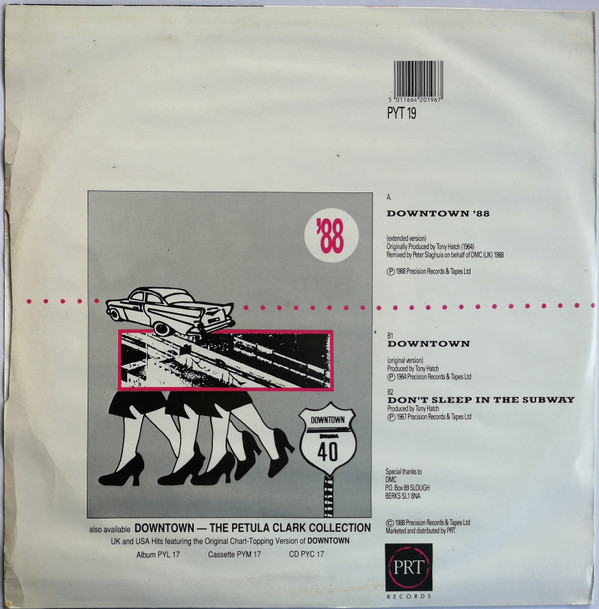 5 011664 201967
PYT 19
A.
DOWNTOWN '88
(extended version)
Originally Produced by Tony Hatch (1964)
Remixed by Peter Slaghuis on behalf of DMC (UK) 1988
Ⓟ 1988 Precision Records & Tapes Ltd
'88
B1
DOWNTOWN
(original version)
Produced by Tony Hatch
Ⓟ 1964 Precision Records & Tapes Ltd
B2
DON'T SLEEP IN THE SUBWAY
Produced by Tony Hatch
Ⓟ 1967 Precision Records & Tapes Ltd
DOWNTOWN
40
Special thanks to
DMC
P.O. Box 89 SLOUGH
BERKS SL1 8NA
© 1988 Precision Records & Tapes Ltd
Marketed and distributed by PRT
also available DOWNTOWN — THE PETULA CLARK COLLECTION
UK and USA Hits featuring the Original Chart-Topping Version of DOWNTOWN
Album PYL 17 Cassette PYM 17 CD PYC 17
PRT
RECORDS